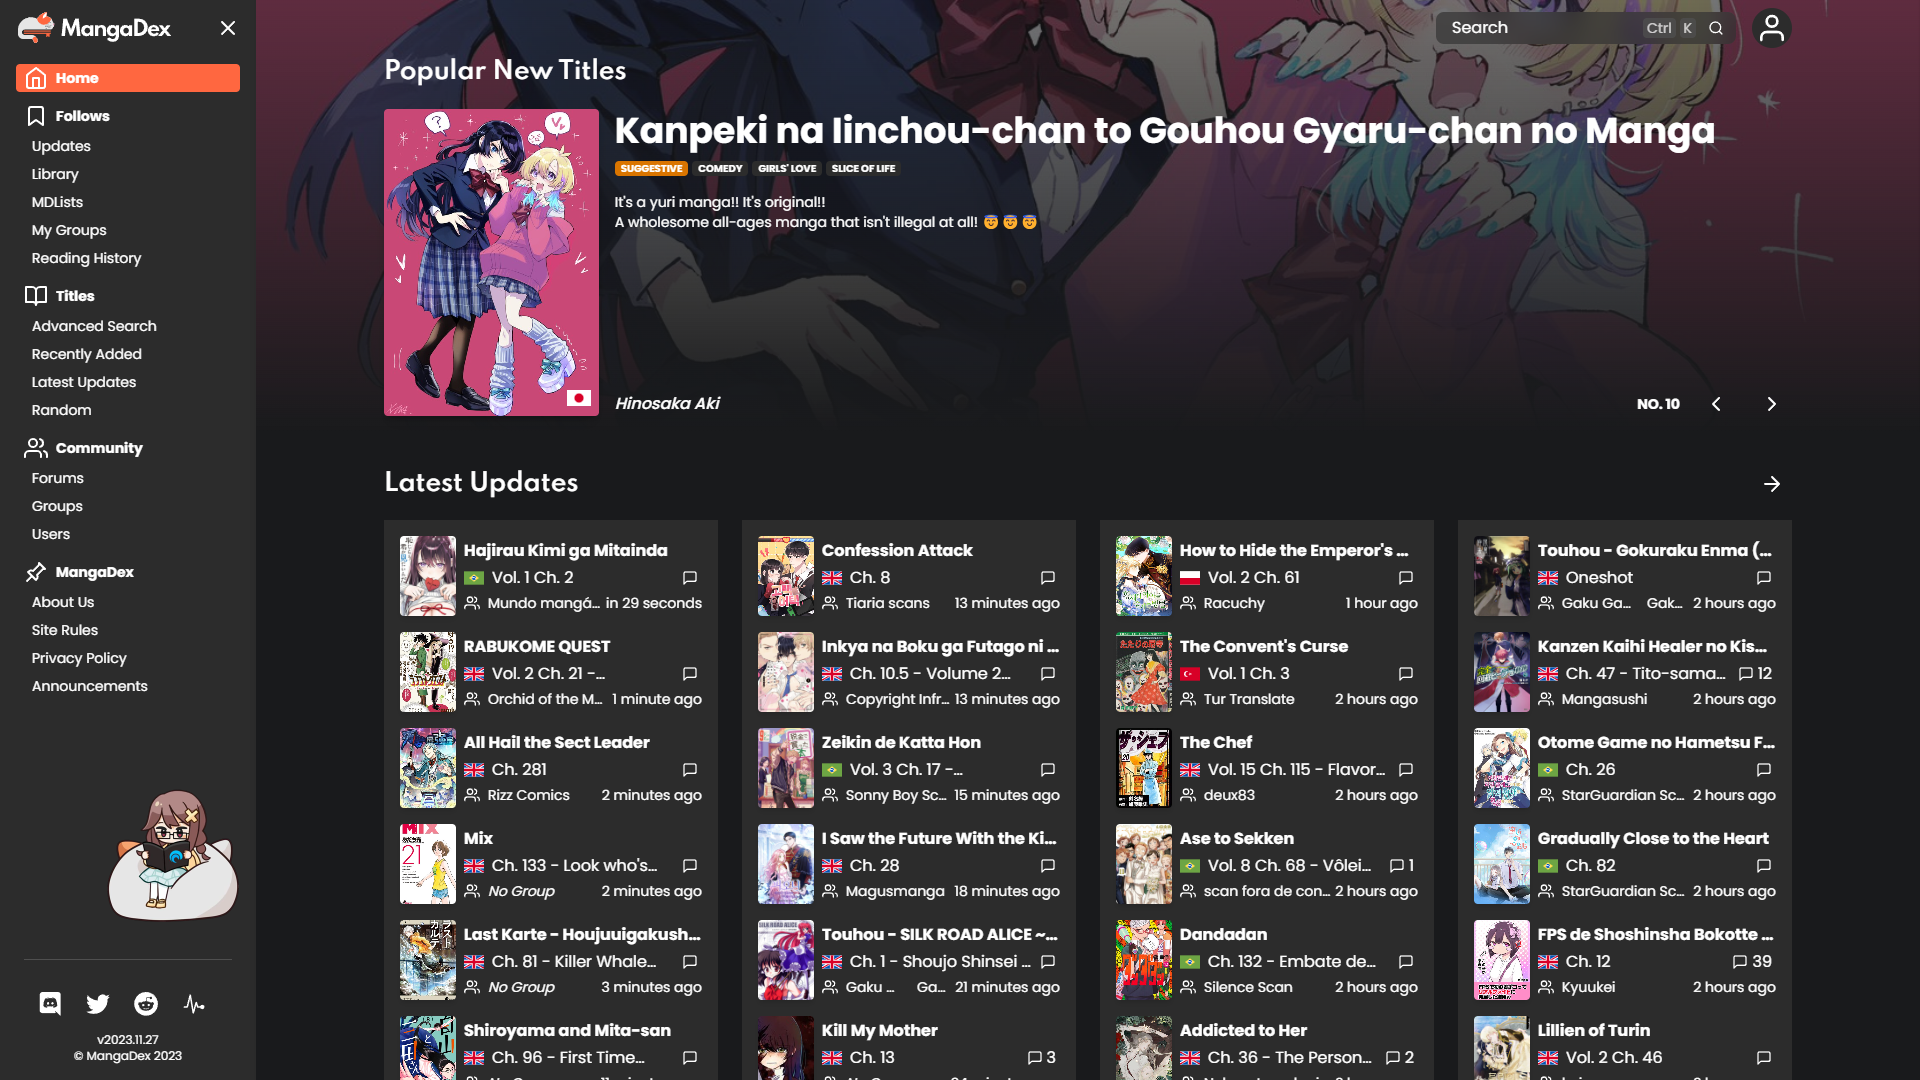 MangaDex
Home
Follows
Updates
Library
MDLists
My Groups
Reading History
Titles
Advanced Search
Recently Added
Latest Updates
Random
Community
Forums
Groups
Users
MangaDex
About Us
Site Rules
Privacy Policy
Announcements
v2023.11.27
© MangaDex 2023
Search Ctrl K
Popular New Titles
Kanpeki na Iinchou-chan to Gouhou Gyaru-chan no Manga
SUGGESTIVE COMEDY GIRLS' LOVE SLICE OF LIFE
It's a yuri manga!! It's original!!
A wholesome all-ages manga that isn't illegal at all! 😇 😇 😇
Hinosaka Aki
NO. 10
Latest Updates
Hajirau Kimi ga Mitainda
Vol. 1 Ch. 2
Mundo mangá... in 29 seconds
RABUKOME QUEST
Vol. 2 Ch. 21 -...
Orchid of the M... 1 minute ago
All Hail the Sect Leader
Ch. 281
Rizz Comics 2 minutes ago
Mix
Ch. 133 - Look who's...
No Group 2 minutes ago
Last Karte - Houjuuigakush...
Ch. 81 - Killer Whale...
No Group 3 minutes ago
Shiroyama and Mita-san
Ch. 96 - First Time...
Confession Attack
Ch. 8
Tiaria scans 13 minutes ago
Inkya na Boku ga Futago ni ...
Ch. 10.5 - Volume 2...
Copyright Infr... 13 minutes ago
Zeikin de Katta Hon
Vol. 3 Ch. 17 -...
Sonny Boy Sc... 15 minutes ago
I Saw the Future With the Ki...
Ch. 28
Magusmanga 18 minutes ago
Touhou - SILK ROAD ALICE ~...
Ch. 1 - Shoujo Shinsei ...
Gaku ... Ga... 21 minutes ago
Kill My Mother
Ch. 13 3
How to Hide the Emperor's ...
Vol. 2 Ch. 61
Racuchy 1 hour ago
The Convent's Curse
Vol. 1 Ch. 3
Tur Translate 2 hours ago
The Chef
Vol. 15 Ch. 115 - Flavor...
deux83 2 hours ago
Ase to Sekken
Vol. 8 Ch. 68 - Vôlei... 1
scan fora de con... 2 hours ago
Dandadan
Ch. 132 - Embate de...
Silence Scan 2 hours ago
Addicted to Her
Ch. 36 - The Person... 2
Touhou - Gokuraku Enma (...
Oneshot
Gaku Ga... Gak... 2 hours ago
Kanzen Kaihi Healer no Kis...
Ch. 47 - Tito-sama... 12
Mangasushi 2 hours ago
Otome Game no Hametsu F...
Ch. 26
StarGuardian Sc... 2 hours ago
Gradually Close to the Heart
Ch. 82
StarGuardian Sc... 2 hours ago
FPS de Shoshinsha Bokotte ...
Ch. 12 39
Kyuukei 2 hours ago
Lillien of Turin
Vol. 2 Ch. 46